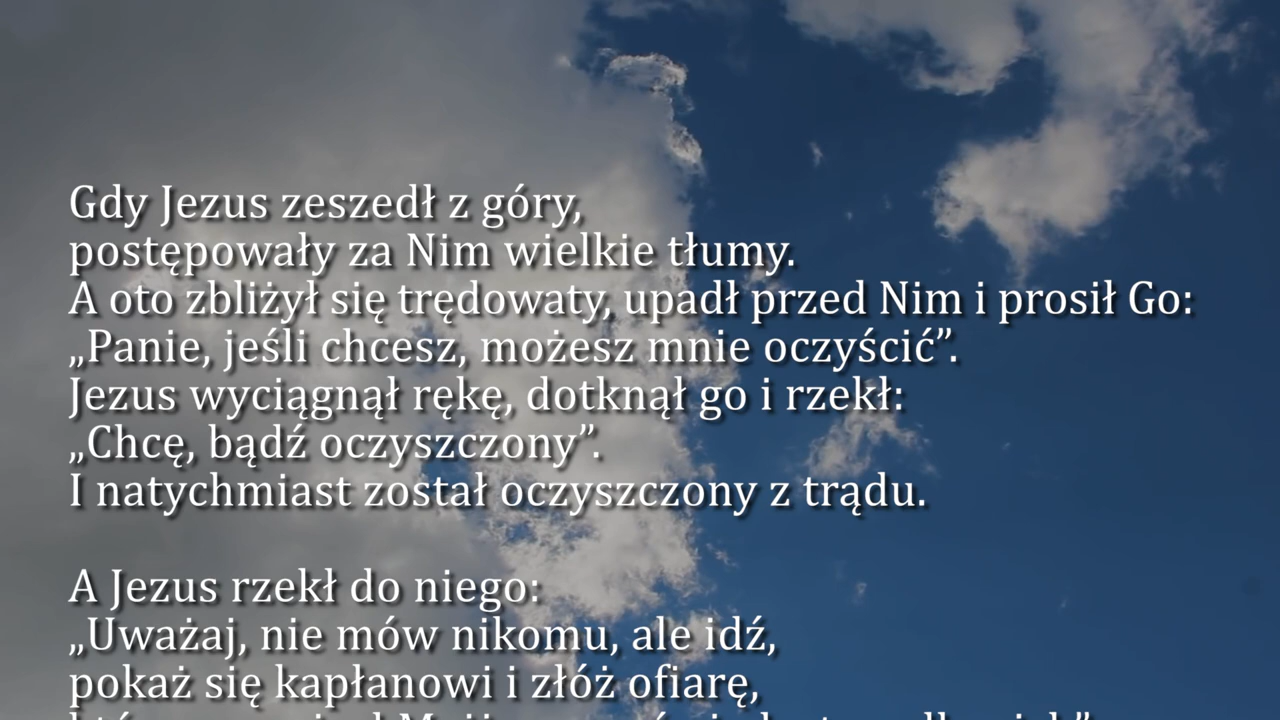 Gdy Jezus zeszedł z góry,
postępowały za Nim wielkie tłumy.
A oto zbliżył się trędowaty, upadł przed Nim i prosił Go:
„Panie, jeśli chcesz, możesz mnie oczyścić”.
Jezus wyciągnął rękę, dotknął go i rzekł:
„Chcę, bądź oczyszczony”.
I natychmiast został oczyszczony z trądu.
A Jezus rzekł do niego:
„Uważaj, nie mów nikomu, ale idź,
pokaż się kapłanowi i złóż ofiarę,